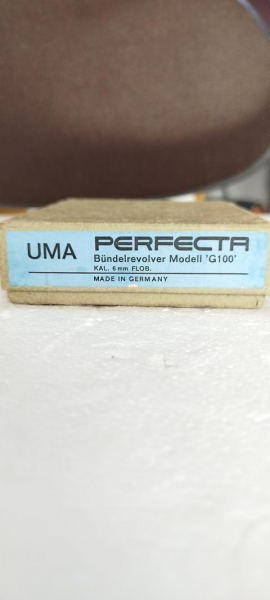 UMA PERFECTA
Bündelrevolver Modell 'G100'
KAL. 6mm FLOB.
MADE IN GERMANY